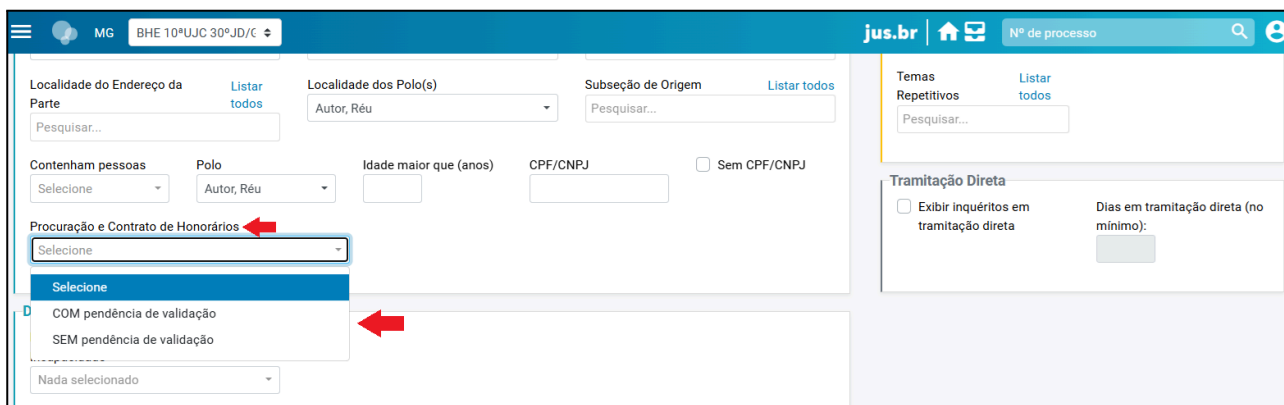 MG
BHE 10ªUJC 30ºJD/G
jus.br
Nº de processo
Localidade do Endereço da Parte
Listar todos
Pesquisar...
Localidade dos Polo(s)
Autor, Réu
Subseção de Origem
Listar todos
Pesquisar...
Contenham pessoas
Selecione
Polo
Autor, Réu
Idade maior que (anos)
CPF/CNPJ
Sem CPF/CNPJ
Procuração e Contrato de Honorários
Selecione
Selecione
COM pendência de validação
SEM pendência de validação
D
Nada selecionado
Temas Repetitivos
Listar todos
Pesquisar...
Tramitação Direta
Exibir inquéritos em
tramitação direta
Dias em tramitação direta (no
mínimo):